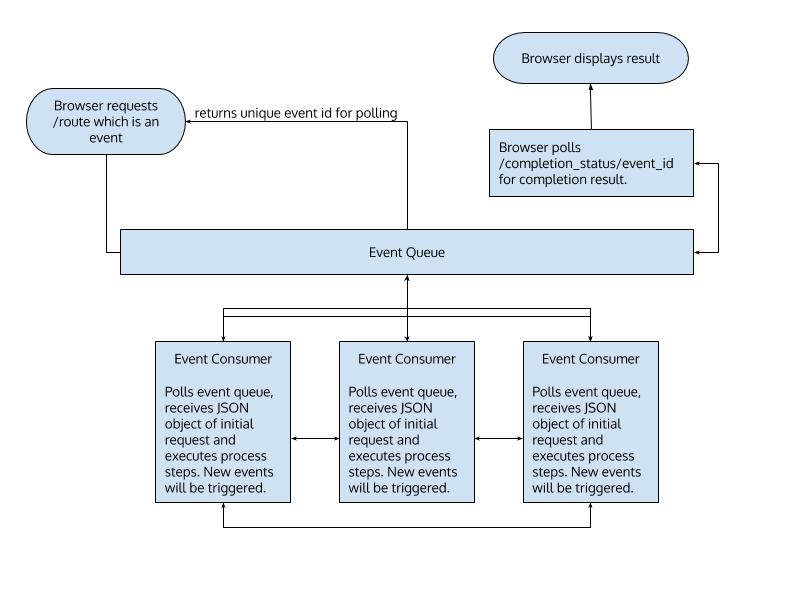 Browser displays result
Browser requests
/route which is an
event
returns unique event id for polling
Browser polls
/completion_status/event_id
for completion result.
Event Queue
Event Consumer
Polls event queue,
receives JSON
object of initial
request and
executes process
steps. New events
will be triggered.
Event Consumer
Polls event queue,
receives JSON
object of initial
request and
executes process
steps. New events
will be triggered.
Event Consumer
Polls event queue,
receives JSON
object of initial
request and
executes process
steps. New events
will be triggered.